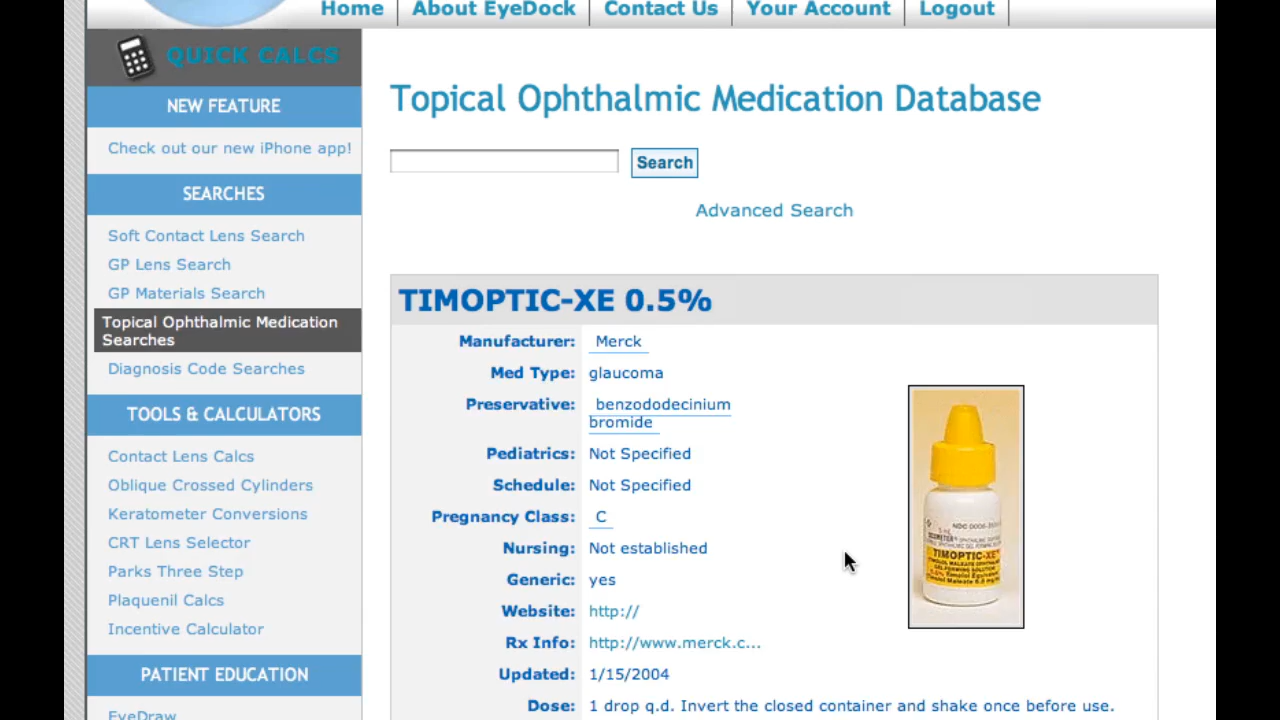 Home About EyeDock Contact Us Your Account Logout
QUICK CALCS
NEW FEATURE
Check out our new iPhone app!
SEARCHES
Soft Contact Lens Search
GP Lens Search
GP Materials Search
Topical Ophthalmic Medication
Searches
Diagnosis Code Searches
TOOLS & CALCULATORS
Contact Lens Calcs
Oblique Crossed Cylinders
Keratometer Conversions
CRT Lens Selector
Parks Three Step
Plaquenil Calcs
Incentive Calculator
PATIENT EDUCATION
EyeDraw
Topical Ophthalmic Medication Database
Search
Advanced Search
TIMOPTIC-XE 0.5%
Manufacturer: Merck
Med Type: glaucoma
Preservative: benzododecinium
bromide
Pediatrics: Not Specified
Schedule: Not Specified
Pregnancy Class: C
Nursing: Not established
Generic: yes
Website: http://
Rx Info: http://www.merck.c...
Updated: 1/15/2004
Dose: 1 drop q.d. Invert the closed container and shake once before use.
TIMOPTIC-XE